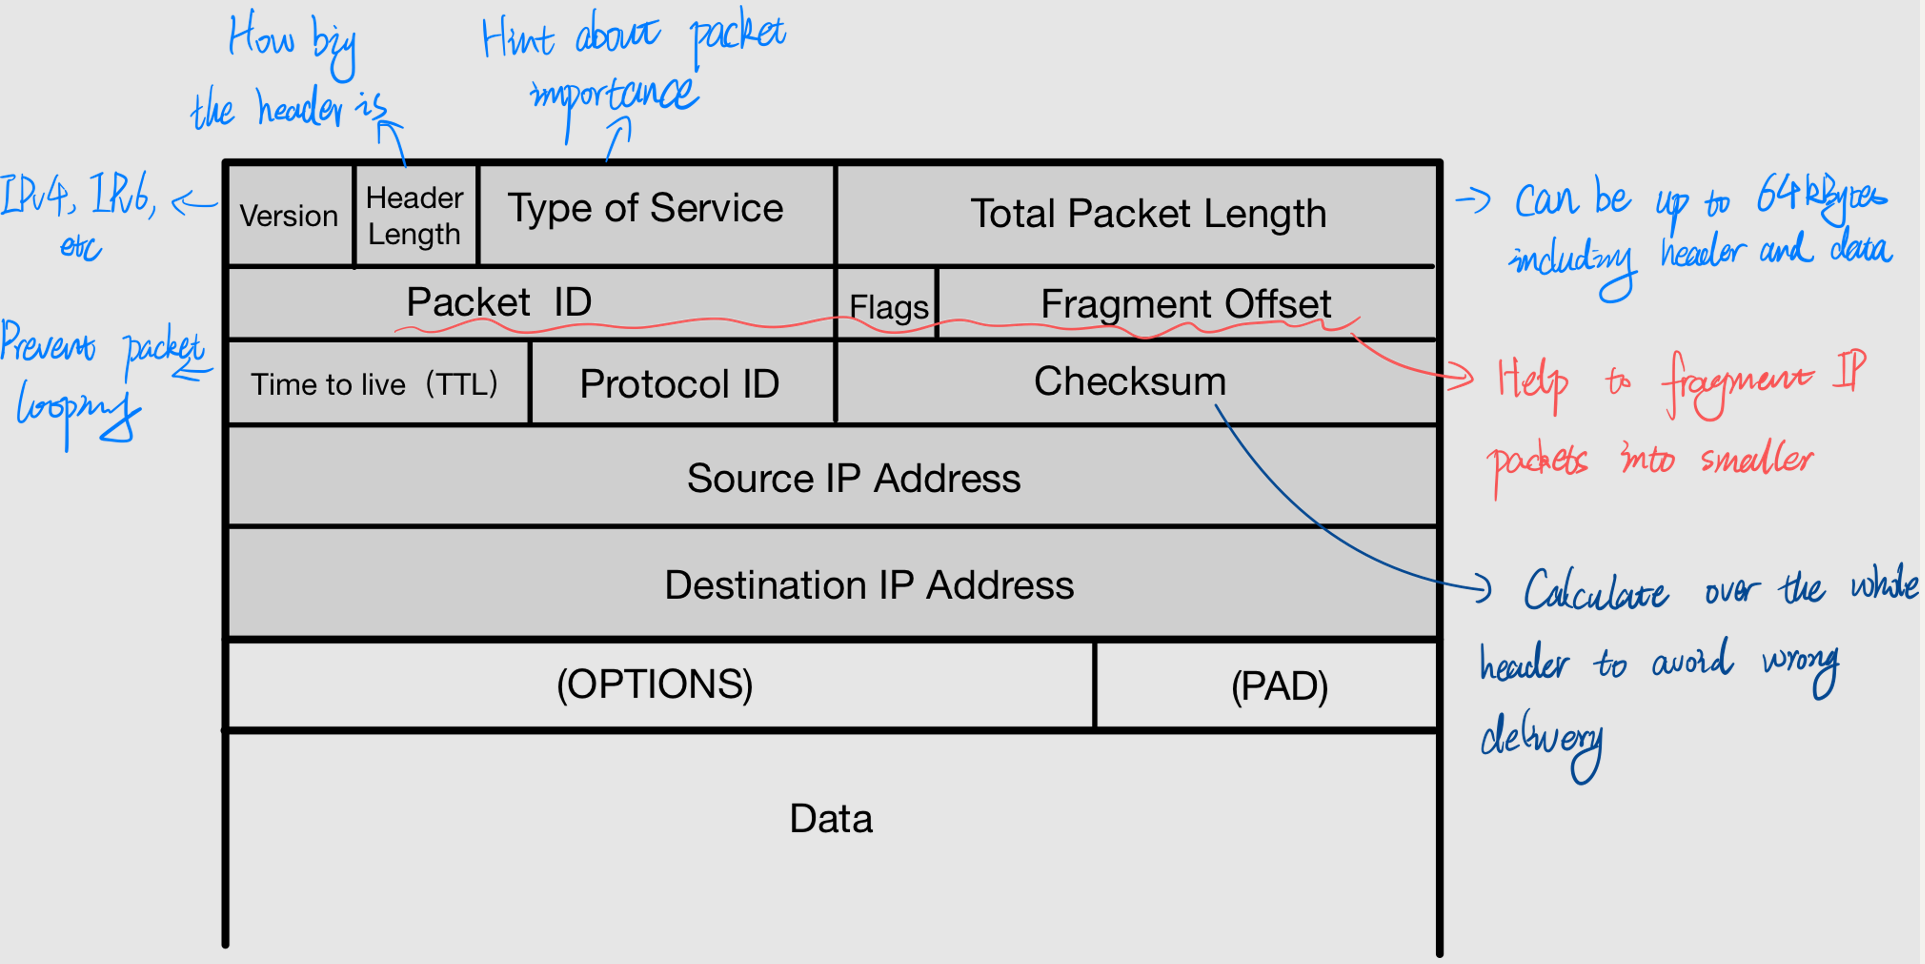 How big
the header is
Hint about packet
importance
IPv4, IPv6,
etc
Version
Header
Length
Type of Service
Total Packet Length
can be up to 64kBytes
including header and data
Packet ID
Flags
Fragment Offset
Prevent packet
looping
Time to live (TTL)
Protocol ID
Checksum
Help to fragment IP
packets into smaller
Source IP Address
Destination IP Address
Calculate over the whole
header to avoid wrong
delivery
(OPTIONS)
(PAD)
Data